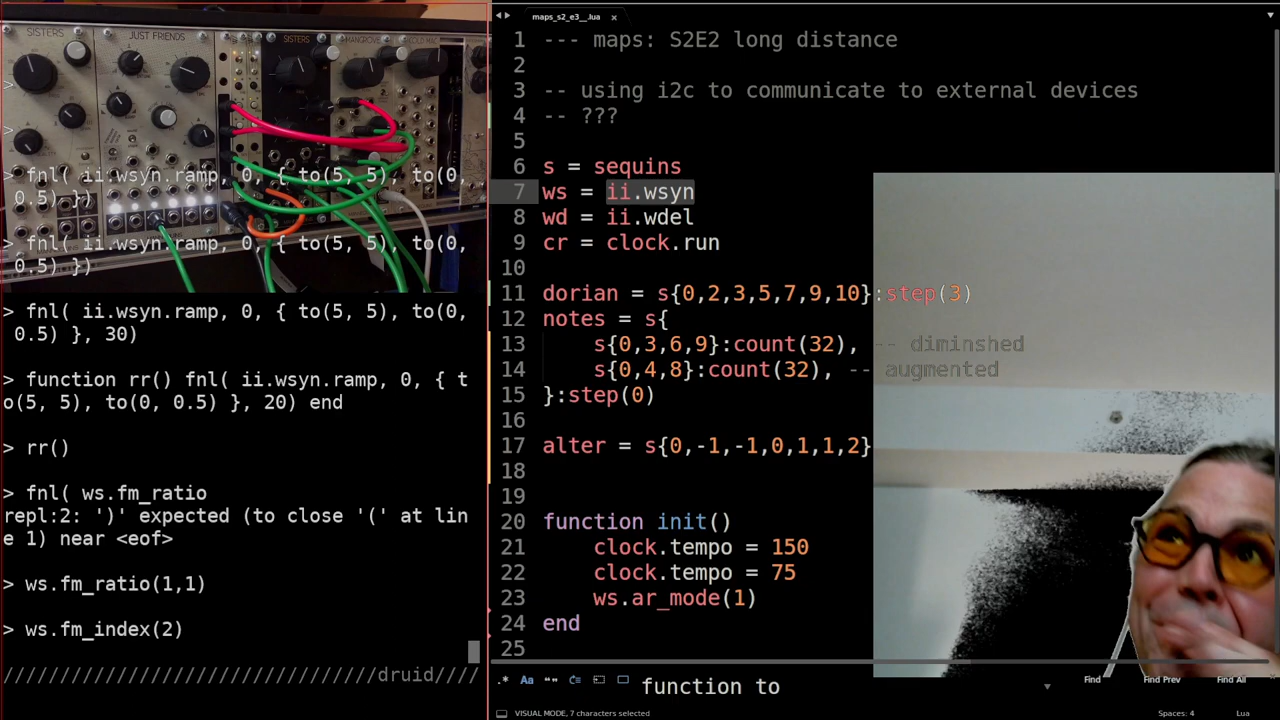 SISTERS
JUST FRIENDS
SISTERS
MANGROVE
COLD MAC
>
>
> fnl( ii.wsyn.ramp, 0, { to(5, 5), to(0,
0.5) })
> fnl( ii.wsyn.ramp, 0, { to(5, 5), to(0,
0.5) })
> fnl( ii.wsyn.ramp, 0, { to(5, 5), to(0,
0.5) }, 30)
> function rr() fnl( ii.wsyn.ramp, 0, { t
o(5, 5), to(0, 0.5) }, 20) end
> rr()
> fnl( ws.fm_ratio
repl:2: ')' expected (to close '(' at lin
e 1) near <eof>
> ws.fm_ratio(1,1)
> ws.fm_index(2)
/////////////////////////////////druid////
maps_s2_e3__.lua ×
1 --- maps: S2E2 long distance
2
3 -- using i2c to communicate to external devices
4 -- ???
5
6 s = sequins
7 ws = ii.wsyn
8 wd = ii.wdel
9 cr = clock.run
10
11 dorian = s{0,2,3,5,7,9,10}:step(3)
12 notes = s{
13 s{0,3,6,9}:count(32), -- diminshed
14 s{0,4,8}:count(32), -- augmented
15 }:step(0)
16
17 alter = s{0,-1,-1,0,1,1,2}
18
19
20 function init()
21 clock.tempo = 150
22 clock.tempo = 75
23 ws.ar_mode(1)
24 end
25
.* Aa “” function to Find Find Prev Find All
VISUAL MODE, 7 characters selected Spaces: 4 Lua